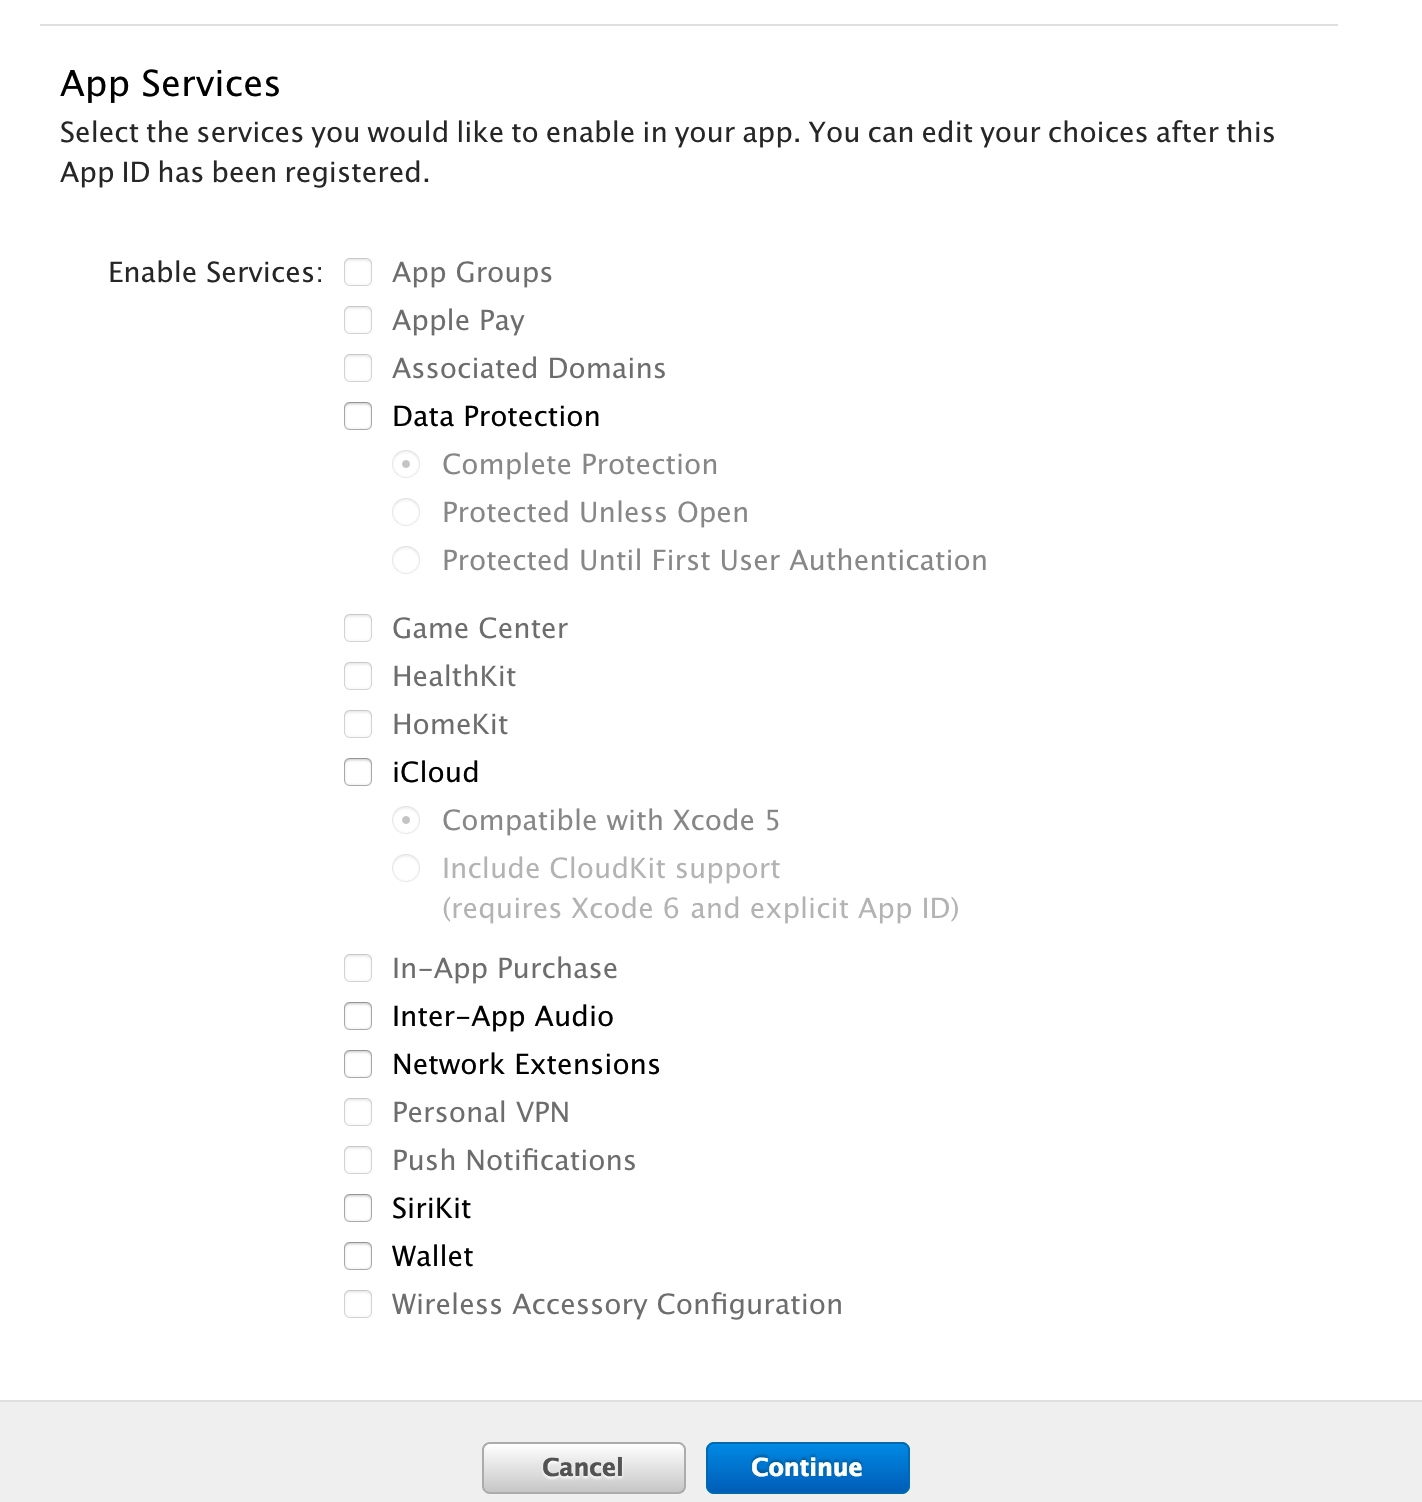 App Services
Select the services you would like to enable in your app. You can edit your choices after this
App ID has been registered.
Enable Services:
App Groups
Apple Pay
Associated Domains
Data Protection
Complete Protection
Protected Unless Open
Protected Until First User Authentication
Game Center
HealthKit
HomeKit
iCloud
Compatible with Xcode 5
Include CloudKit support
(requires Xcode 6 and explicit App ID)
In-App Purchase
Inter-App Audio
Network Extensions
Personal VPN
Push Notifications
SiriKit
Wallet
Wireless Accessory Configuration
Cancel
Continue